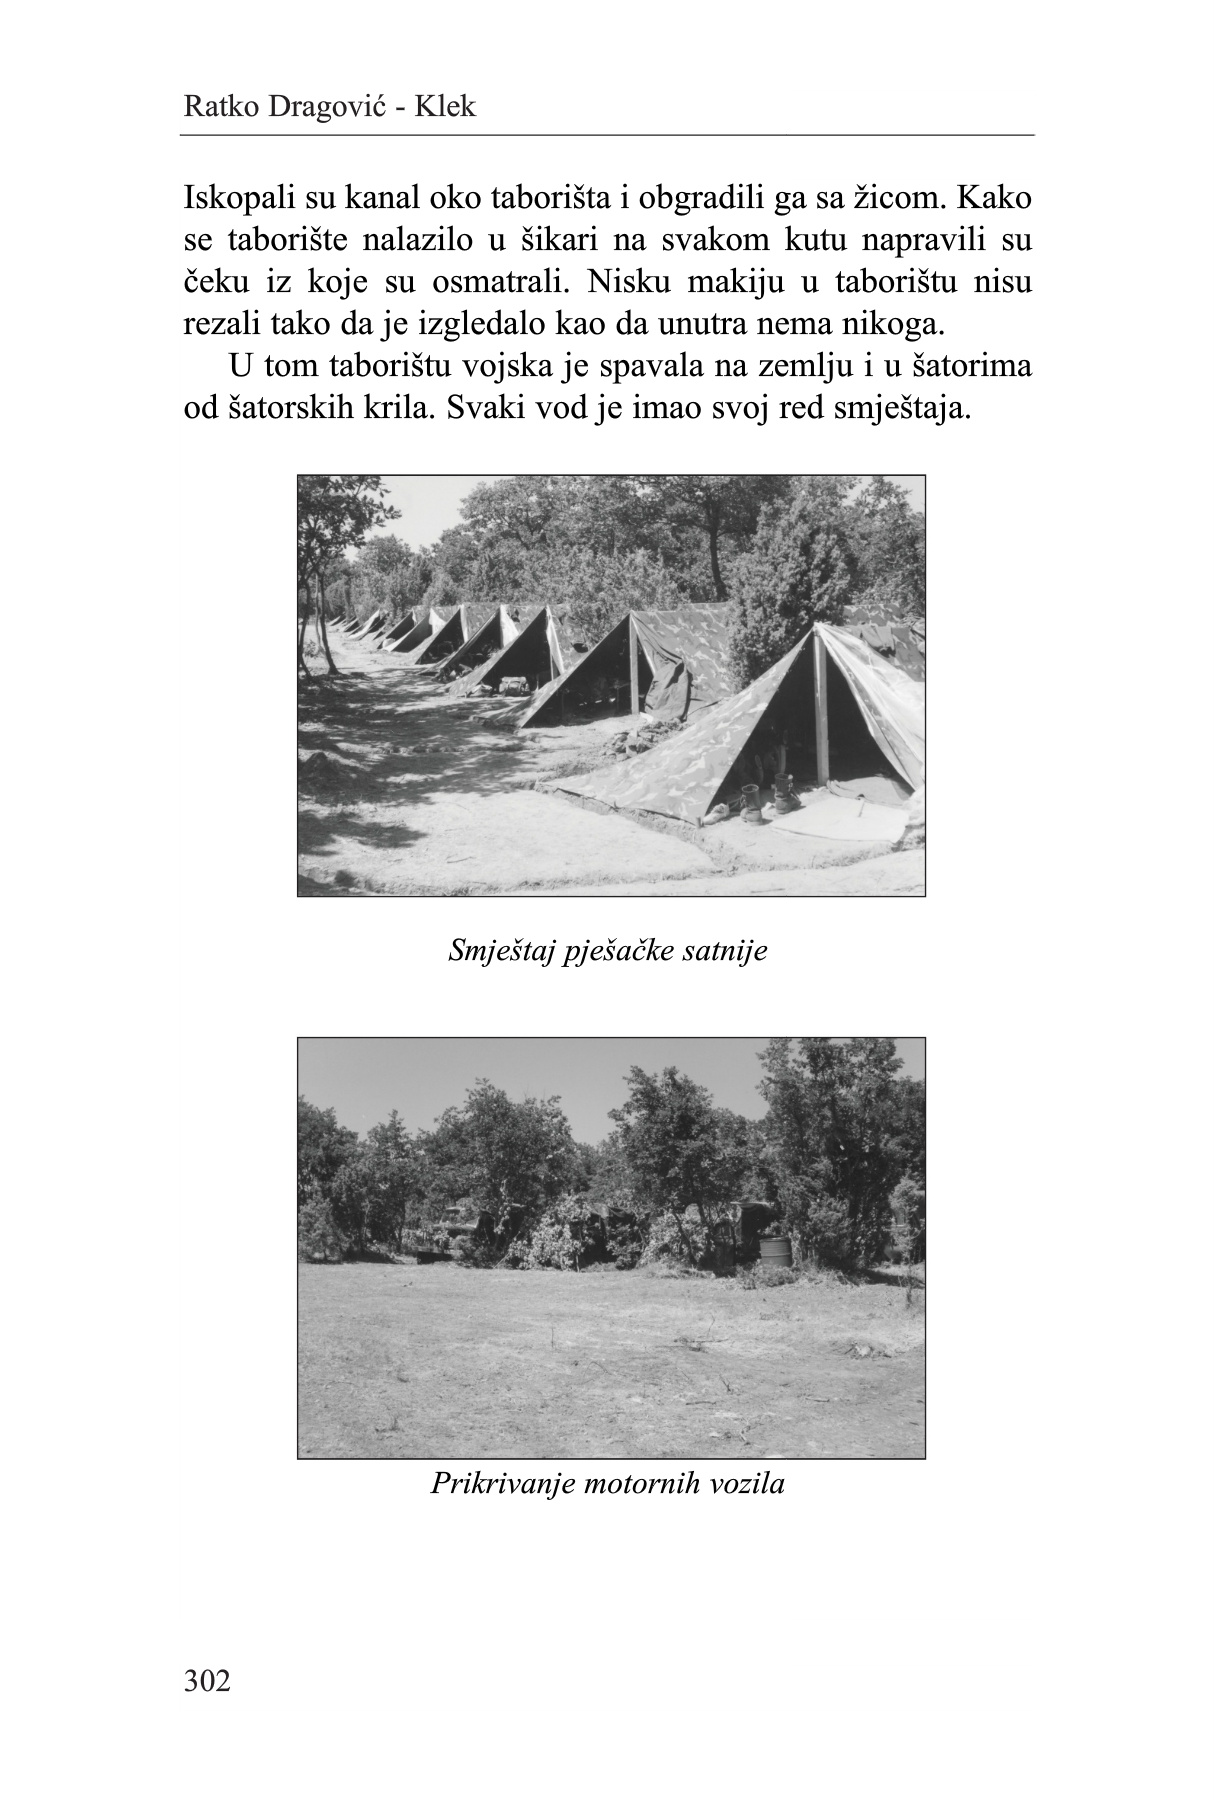 Ratko Dragović - Klek
Iskopali su kanal oko taborišta i obgradili ga sa žicom. Kako
se taborište nalazilo u šikari na svakom kutu napravili su
čeku iz koje su osmatrali. Nisku makiju u taborištu nisu
rezali tako da je izgledalo kao da unutra nema nikoga.
U tom taborištu vojska je spavala na zemlju i u šatorima
od šatorskih krila. Svaki vod je imao svoj red smještaja.
Smještaj pješačke satnije
Prikrivanje motornih vozila
302